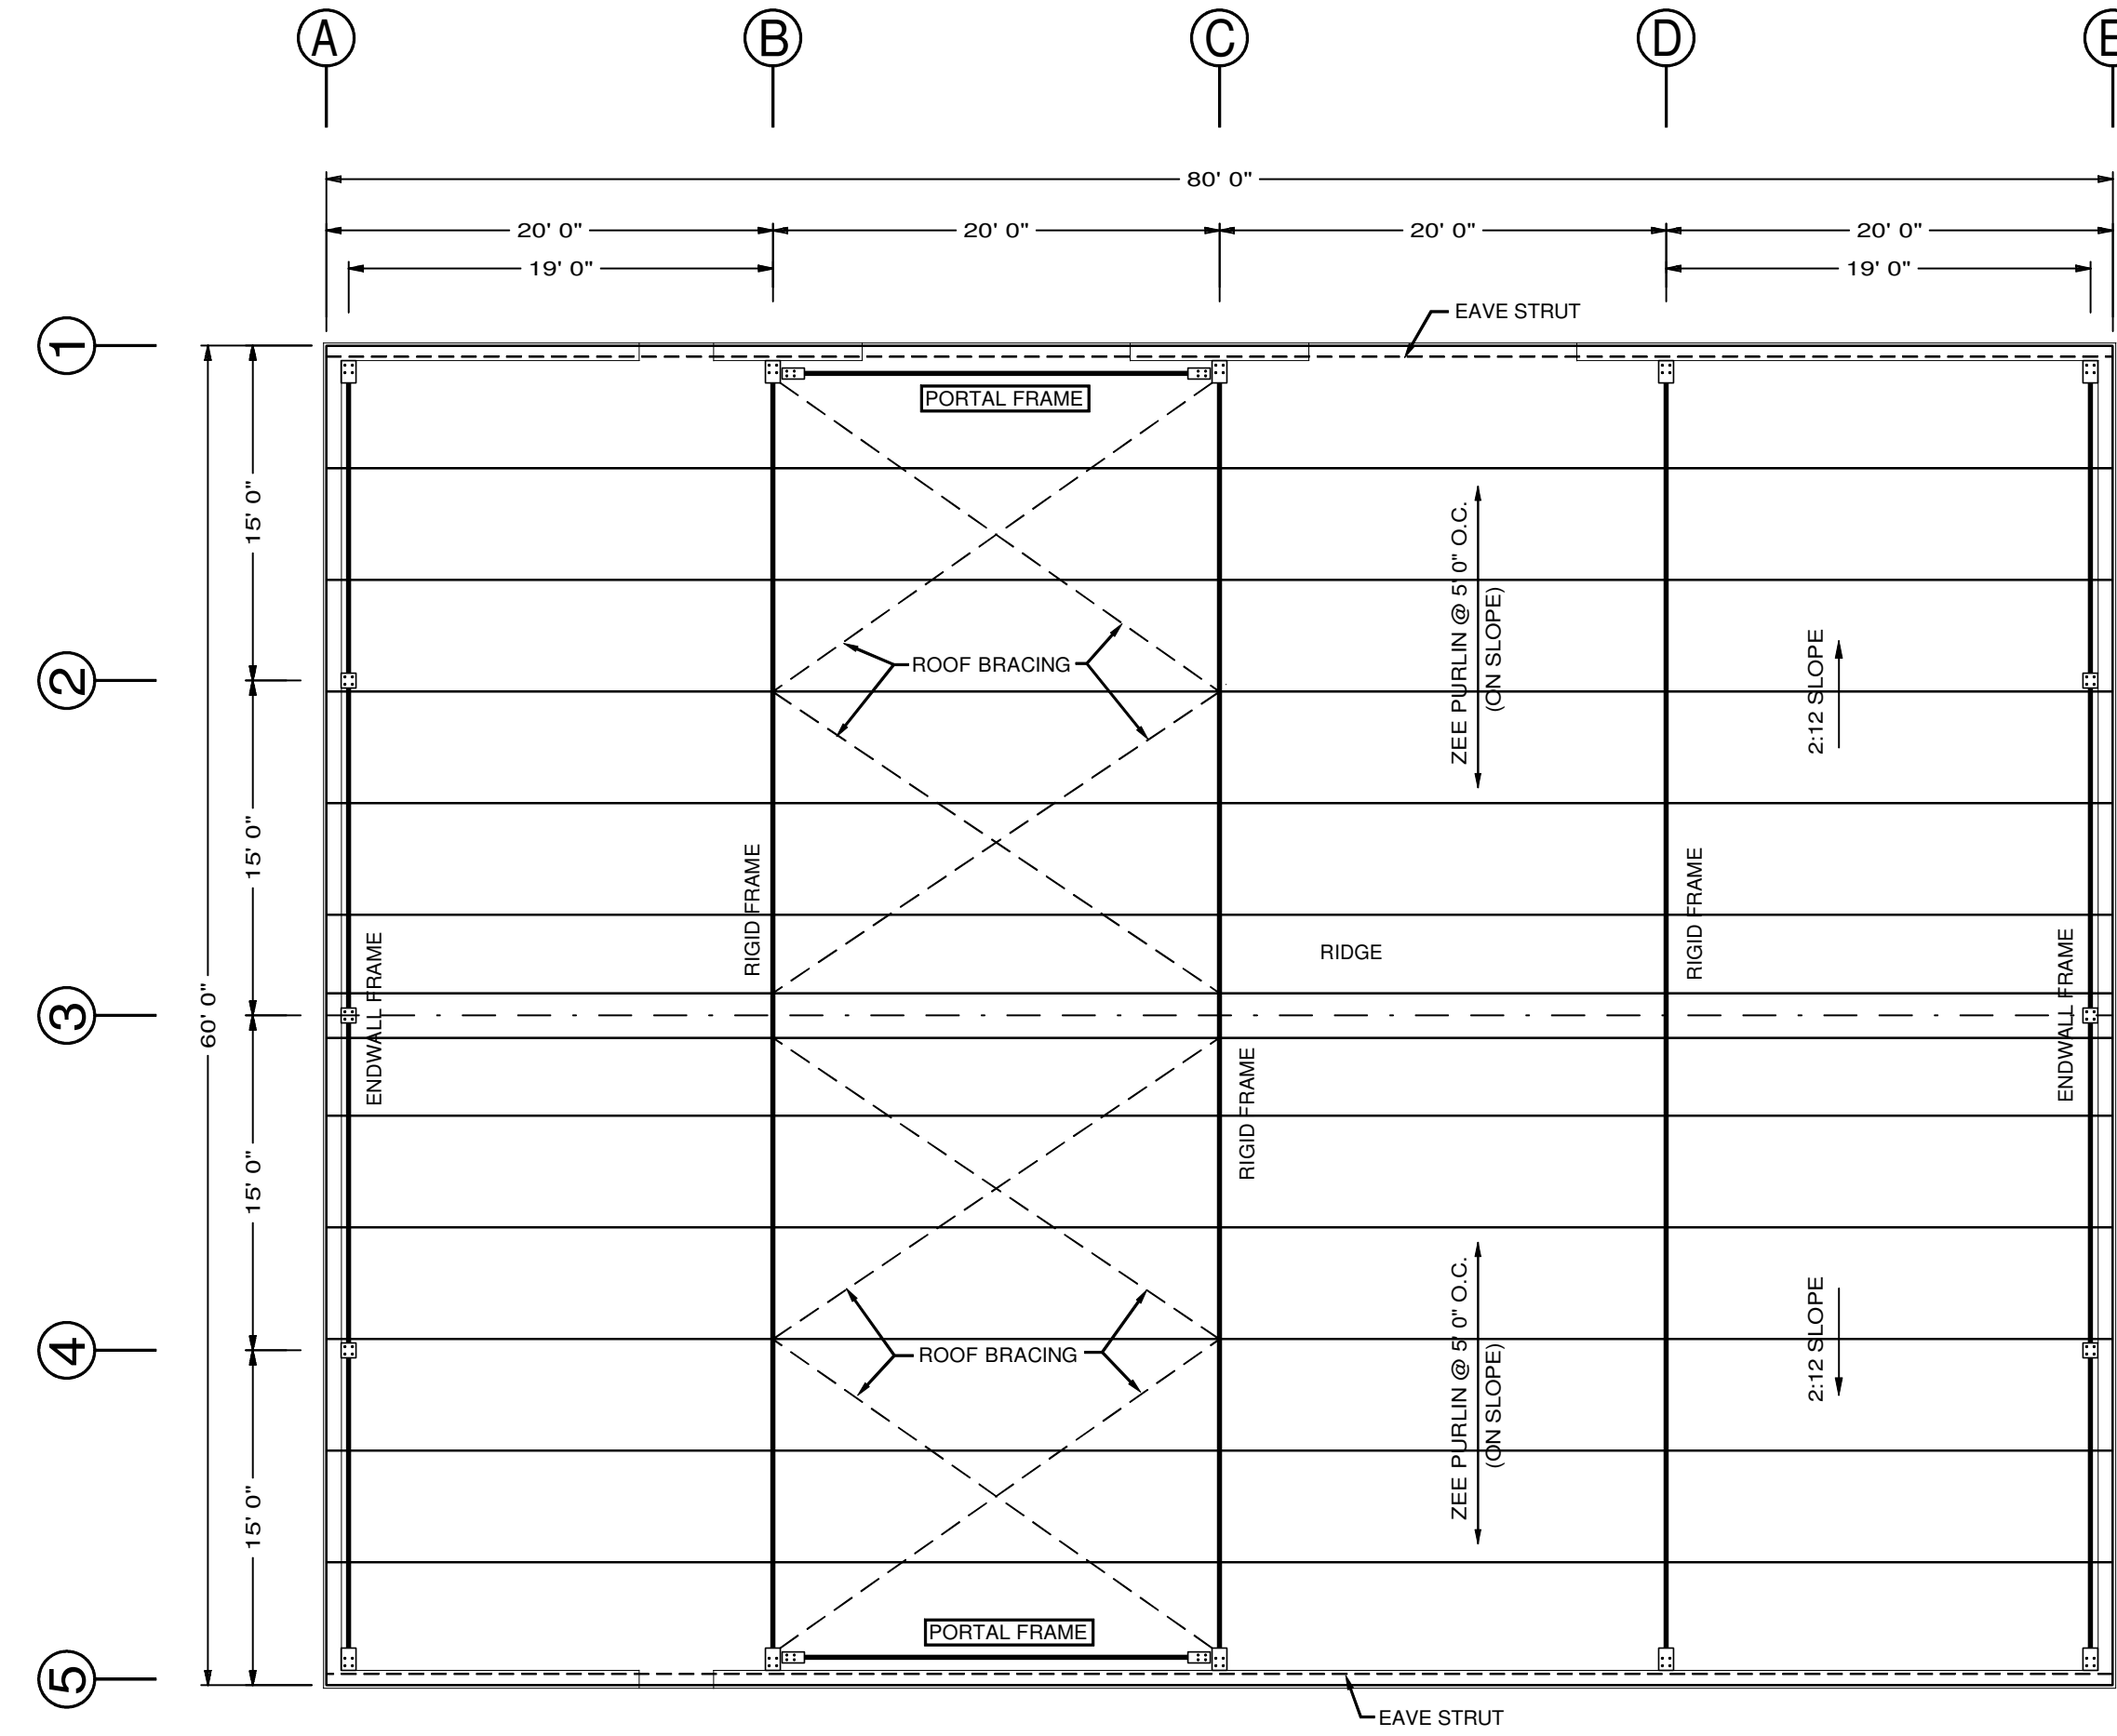 A
B
C
D
E
80' 0"
20' 0"
20' 0"
20' 0"
20' 0"
19' 0"
19' 0"
EAVE STRUT
1
PORTAL FRAME
15' 0"
ZEE PURLIN @ 5' 0" O.C.
(ON SLOPE)
2
ROOF BRACING
2:12 SLOPE
15' 0"
RIGID FRAME
RIGID FRAME
RIDGE
ENDWALL FRAME
ENDWALL FRAME
60' 0"
3
RIGID FRAME
15' 0"
4
ROOF BRACING
ZEE PURLIN @ 5' 0" O.C.
(ON SLOPE)
2:12 SLOPE
15' 0"
PORTAL FRAME
5
EAVE STRUT